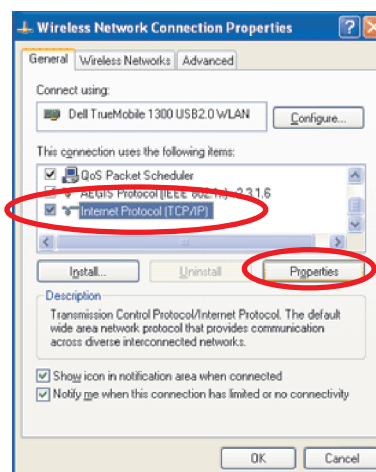 Wireless Network Connection Properties
General Wireless Networks Advanced
Connect using:
Dell TrueMobile 1300 USB2.0 WLAN Configure...
This connection uses the following items:
QoS Packet Scheduler
AEGIS Protocol (IEEE 802.1x) v2.3.1.6
Internet Protocol (TCP/IP)
Install... Uninstall Properties
Description
Transmission Control Protocol/Internet Protocol. The default
wide area network protocol that provides communication
across diverse interconnected networks.
Show icon in notification area when connected
Notify me when this connection has limited or no connectivity
OK Cancel